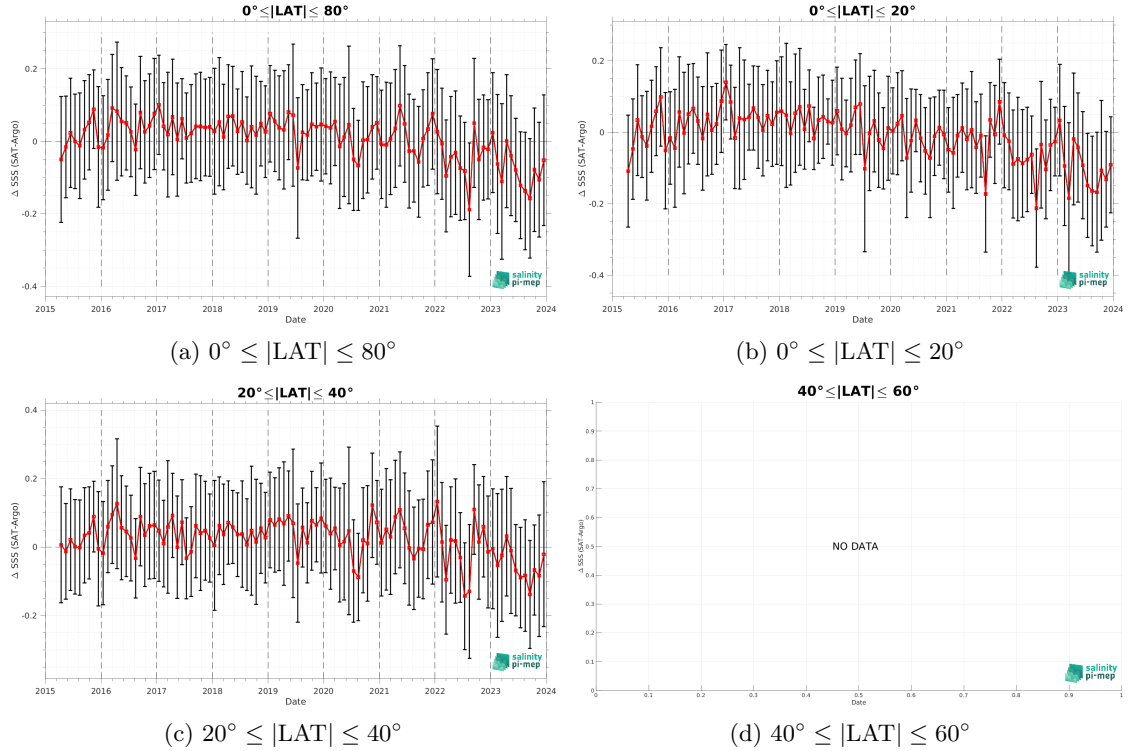 0°≤|LAT|≤ 80°
Δ SSS (SAT-Argo)
0.2
0
-0.2
-0.4
2015 2016 2017 2018 2019 2020 2021 2022 2023 2024
Date
salinity
pi-mep
(a) 0° ≤ |LAT| ≤ 80°
0°≤|LAT|≤ 20°
Δ SSS (SAT-Argo)
0.2
0
-0.2
-0.4
2015 2016 2017 2018 2019 2020 2021 2022 2023 2024
Date
salinity
pi-mep
(b) 0° ≤ |LAT| ≤ 20°
20°≤|LAT|≤ 40°
Δ SSS (SAT-Argo)
0.4
0.2
0
-0.2
2015 2016 2017 2018 2019 2020 2021 2022 2023 2024
Date
salinity
pi-mep
(c) 20° ≤ |LAT| ≤ 40°
40°≤|LAT|≤ 60°
Δ SSS (SAT-Argo)
1
0.9
0.8
0.7
0.6
0.5
0.4
0.3
0.2
0.1
0
NO DATA
0 0.1 0.2 0.3 0.4 0.5 0.6 0.7 0.8 0.9 1
Date
salinity
pi-mep
(d) 40° ≤ |LAT| ≤ 60°